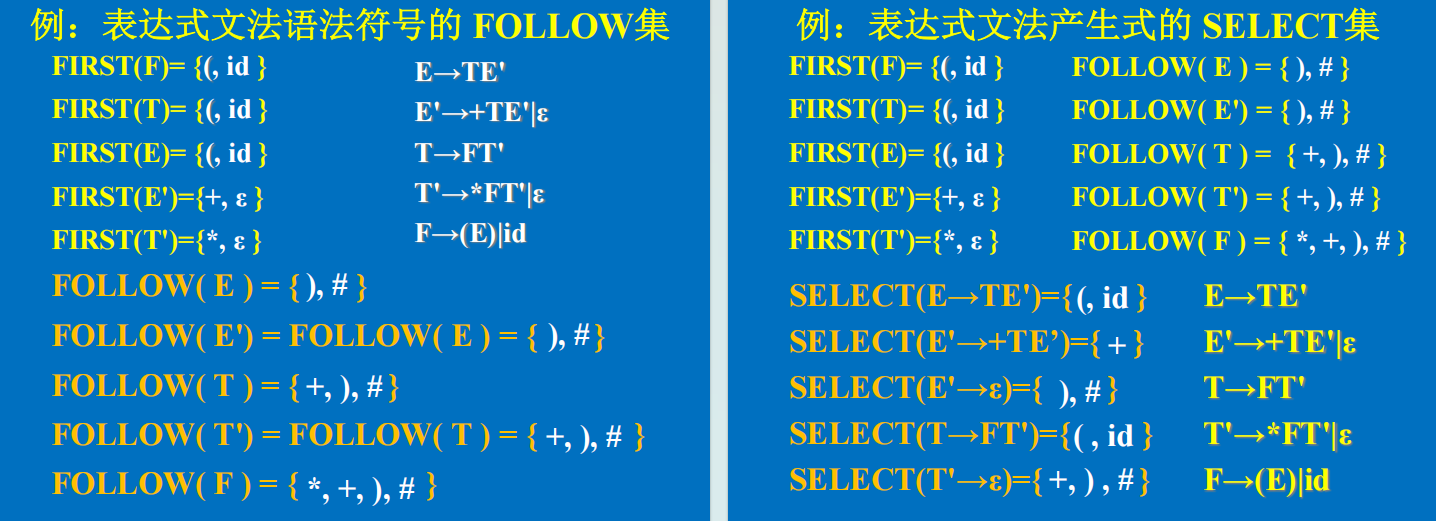 例：表达式文法语法符号的 FOLLOW集
FIRST(F)= {(, id }
E→TE'
FIRST(T)= {(, id }
E'→+TE'|ε
FIRST(E)= {(, id }
T→FT'
FIRST(E')={+, ε }
T'→*FT'|ε
FIRST(T')={*, ε }
F→(E)|id
FOLLOW( E ) = { ), # }
FOLLOW( E') = FOLLOW( E ) = { ), # }
FOLLOW( T ) = { +, ), # }
FOLLOW( T') = FOLLOW( T ) = { +, ), # }
FOLLOW( F ) = { *, +, ), # }
例：表达式文法产生式的 SELECT集
FIRST(F)= {(, id }
FOLLOW( E ) = { ), # }
FIRST(T)= {(, id }
FOLLOW( E') = { ), # }
FIRST(E)= {(, id }
FOLLOW( T ) = { +, ), # }
FIRST(E')={+, ε }
FOLLOW( T') = { +, ), # }
FIRST(T')={*, ε }
FOLLOW( F ) = { *, +, ), # }
SELECT(E→TE')={(, id }
E→TE'
SELECT(E'→+TE’)={ + }
E'→+TE'|ε
SELECT(E'→ε)={ ), # }
T→FT'
SELECT(T→FT')={( , id }
T'→*FT'|ε
SELECT(T'→ε)={ +, ) , # }
F→(E)|id